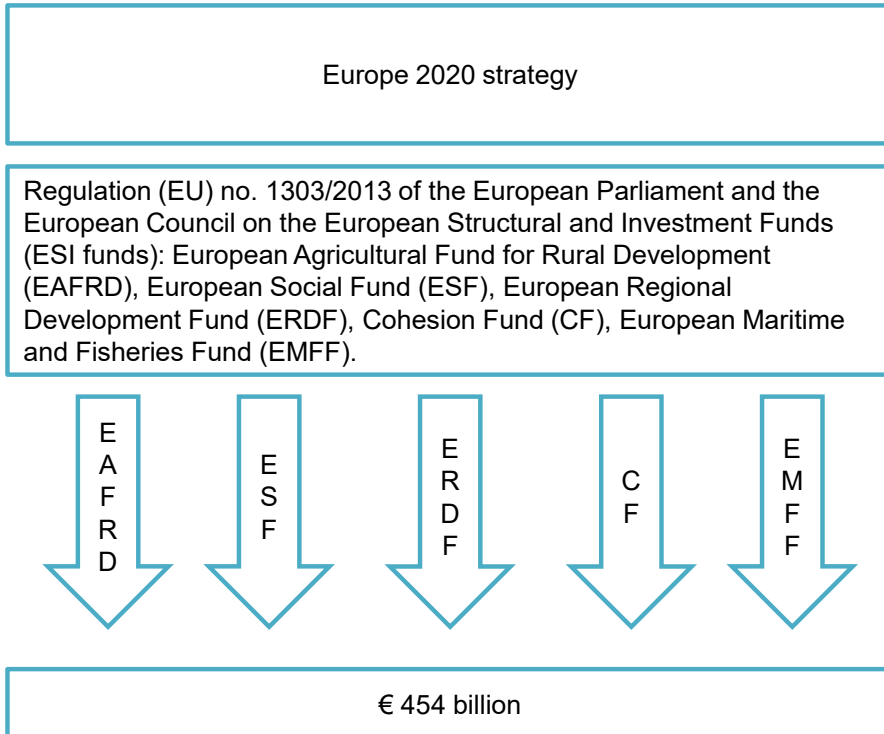 Europe 2020 strategy
Regulation (EU) no. 1303/2013 of the European Parliament and the
European Council on the European Structural and Investment Funds
(ESI funds): European Agricultural Fund for Rural Development
(EAFRD), European Social Fund (ESF), European Regional
Development Fund (ERDF), Cohesion Fund (CF), European Maritime
and Fisheries Fund (EMFF).
EAFRD
ESF
ERDF
CF
EMFF
€ 454 billion